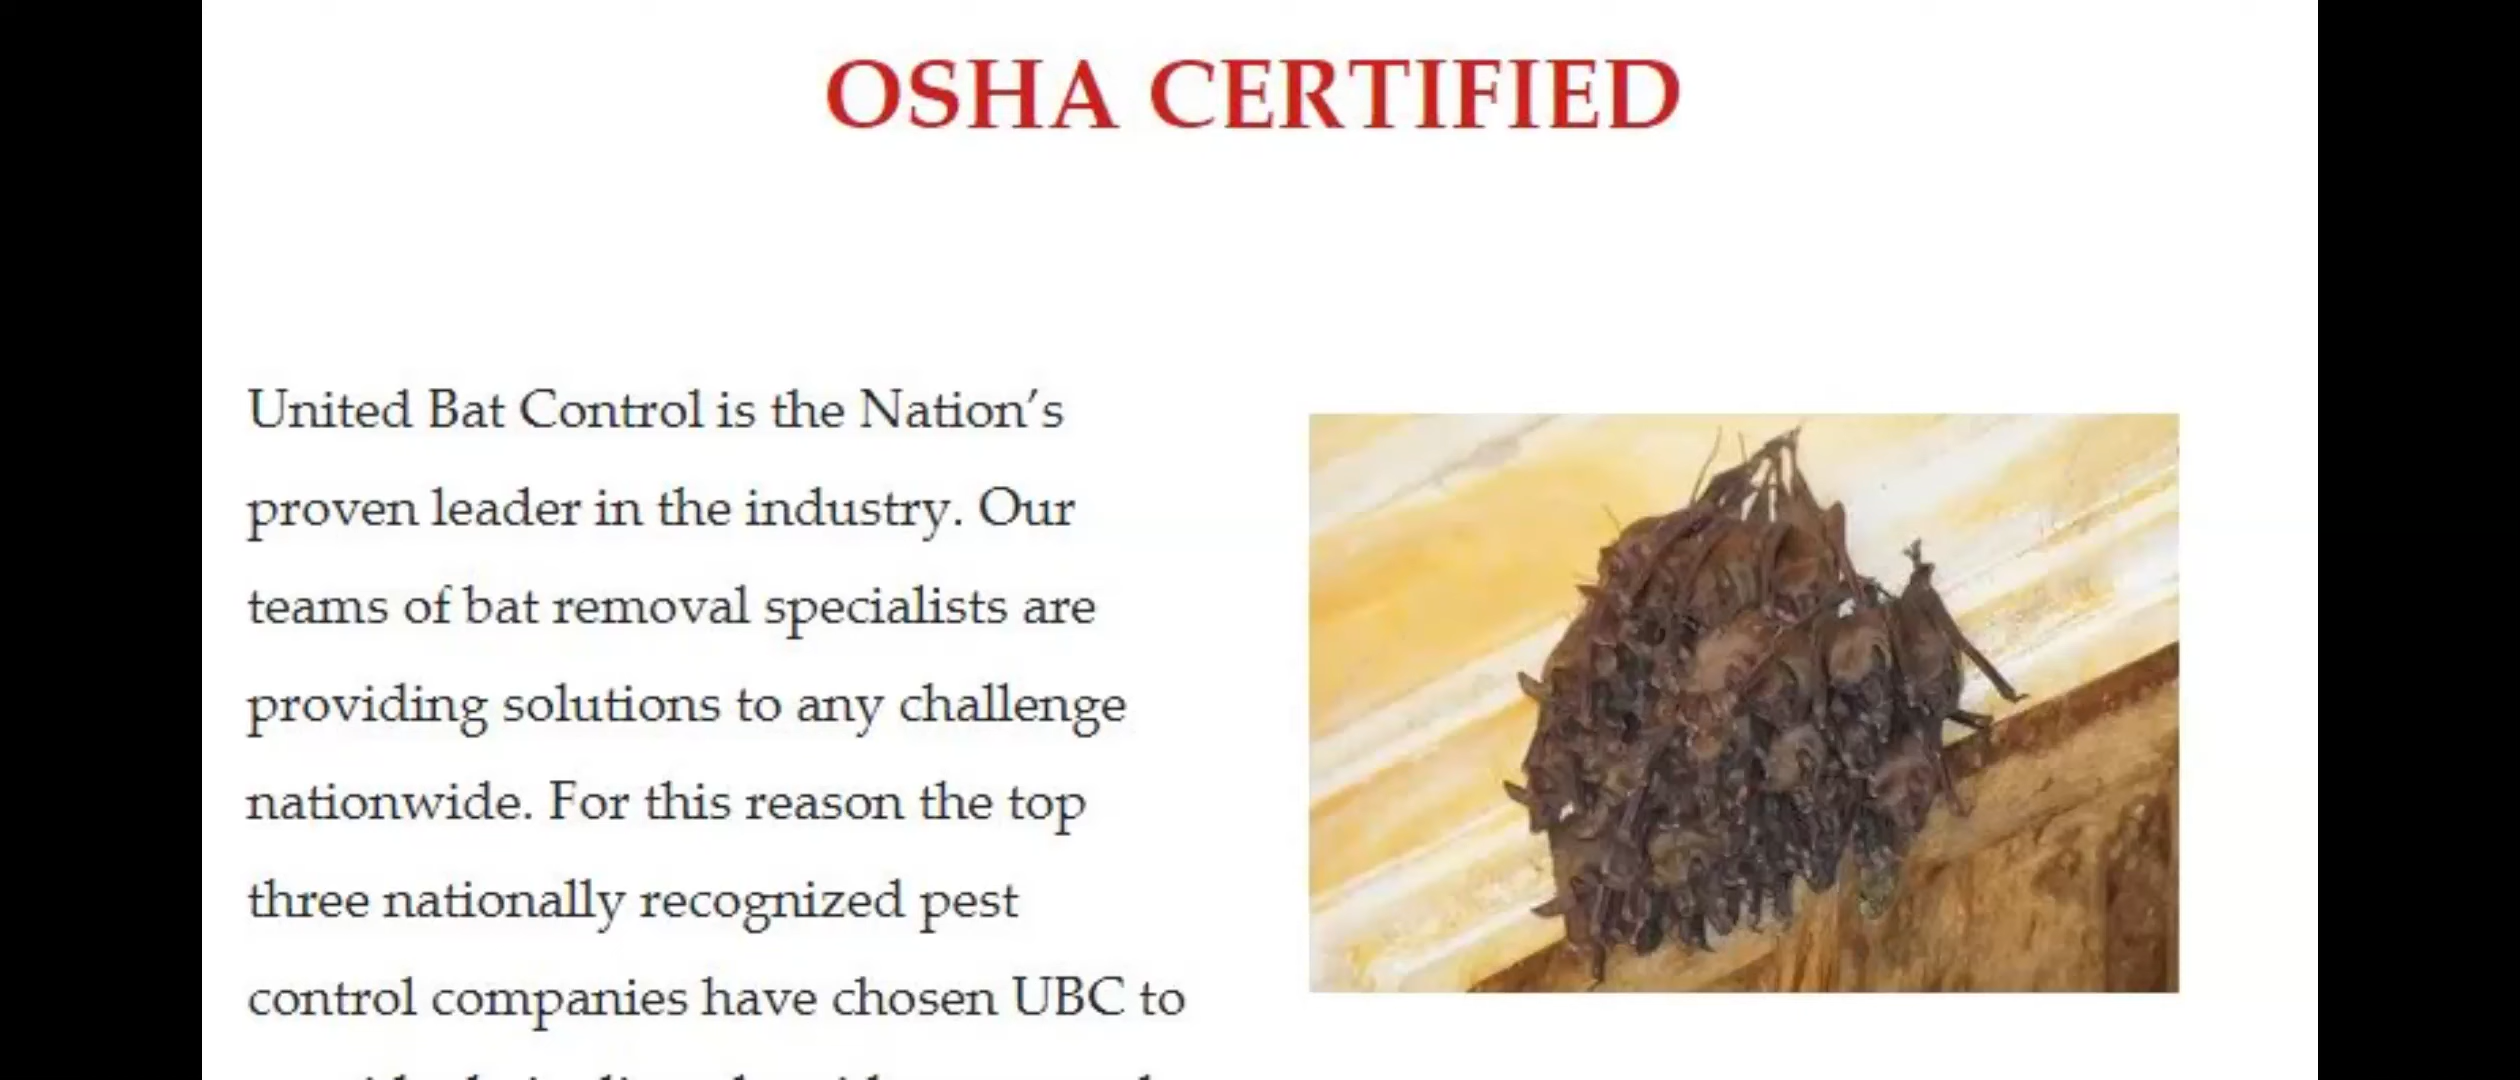 OSHA CERTIFIED
United Bat Control is the Nation’s
proven leader in the industry. Our
teams of bat removal specialists are
providing solutions to any challenge
nationwide. For this reason the top
three nationally recognized pest
control companies have chosen UBC to